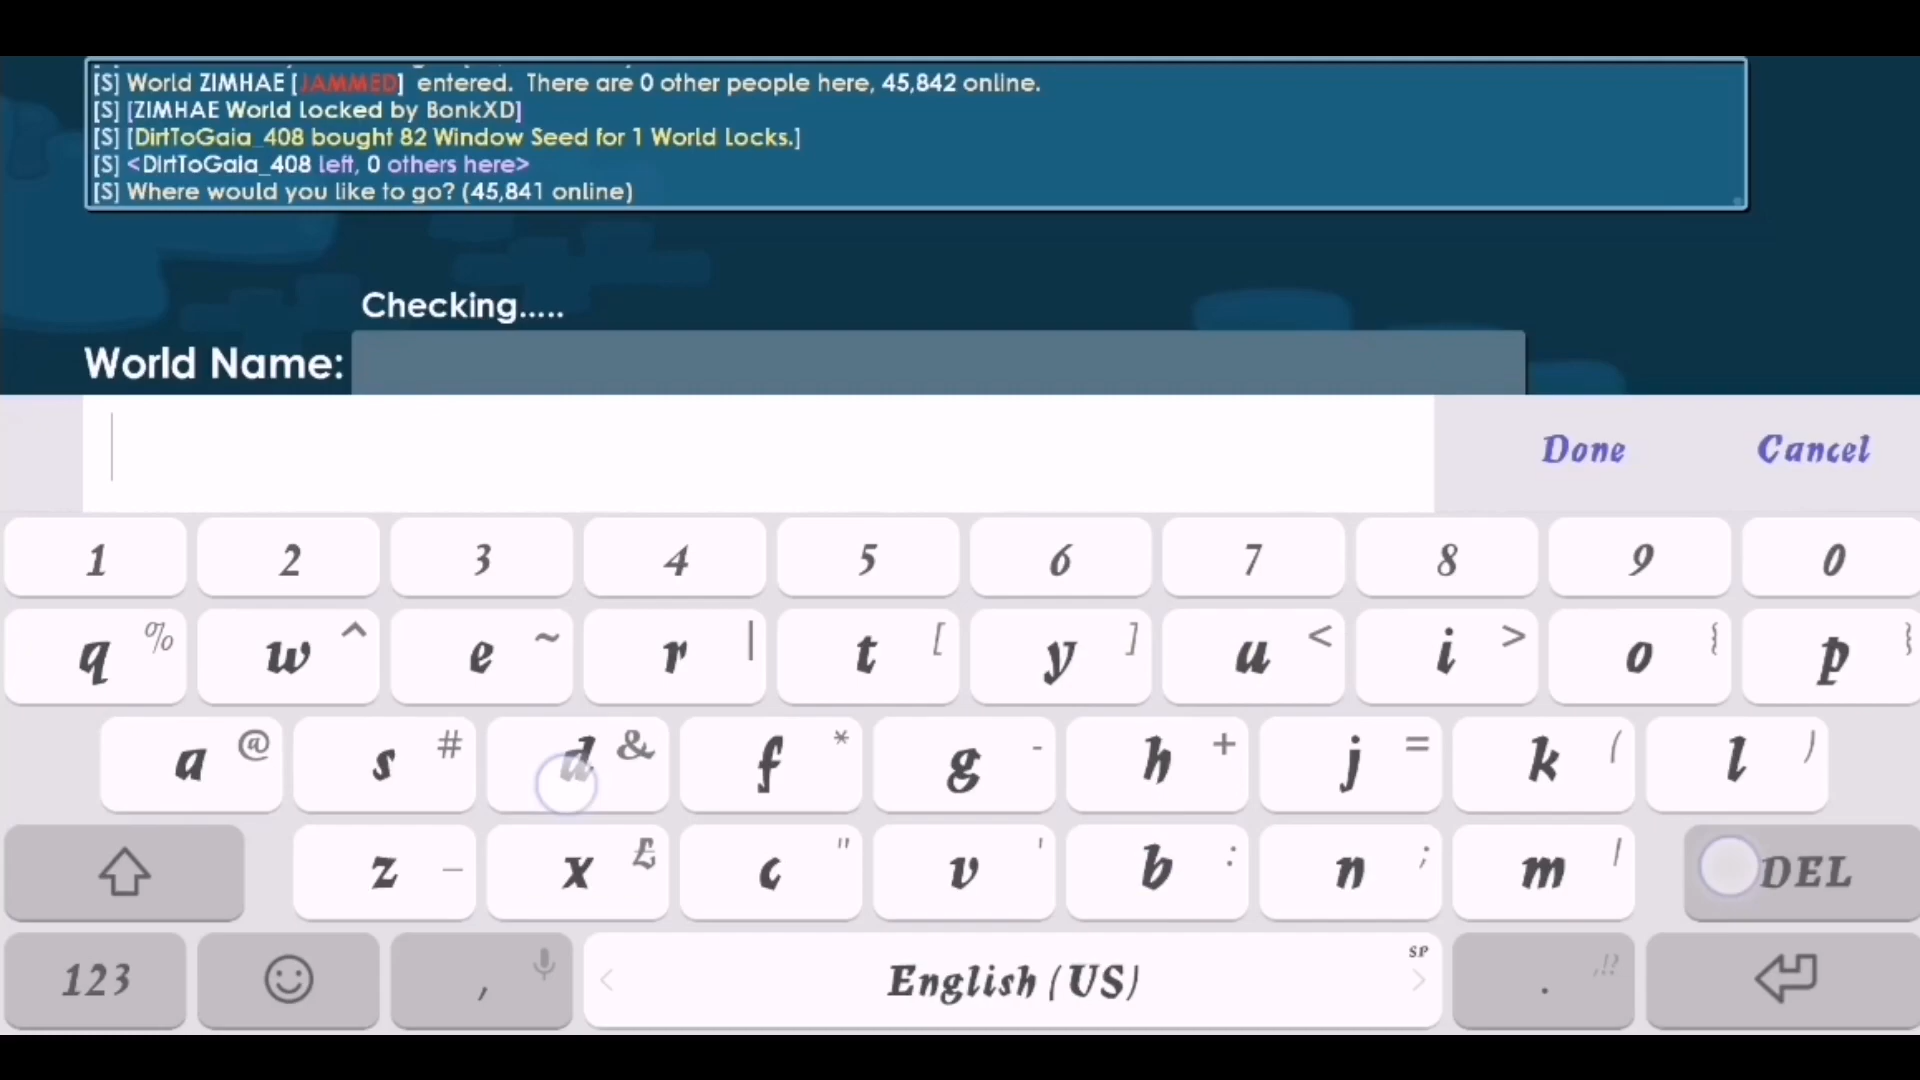 [S] World ZIMHAE [JAMMED] entered. There are 0 other people here, 45,842 online.
[S] [ZIMHAE World Locked by BonkXD]
[S] [DirtToGaia_408 bought 82 Window Seed for 1 World Locks.]
[S] <DirtToGaia_408 left, 0 others here>
[S] Where would you like to go? (45,841 online)
Checking.....
World Name:
Done Cancel
1 2 3 4 5 6 7 8 9 0
q % w ^ e ~ r | t [ y ] u < i > o { p }
a @ s # d & f * g - h + j = k ( l )
z _ x £ c " v ' b : n ; m / DEL
123 , < English (US) SP > . ,!?